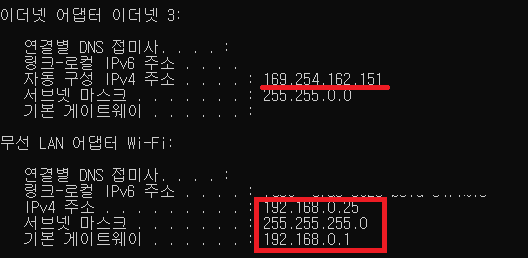 이더넷 어댑터 이더넷 3:
연결별 DNS 접미사. . . . :
링크-로컬 IPv6 주소 . . . .
자동 구성 IPv4 주소 . . . . : 169.254.162.151
서브넷 마스크 . . . . . . . : 255.255.0.0
기본 게이트웨이 . . . . . . :
무선 LAN 어댑터 Wi-Fi:
연결별 DNS 접미사. . . . :
링크-로컬 IPv6 주소 . . . . :
IPv4 주소 . . . . . . . . . : 192.168.0.25
서브넷 마스크 . . . . . . . : 255.255.255.0
기본 게이트웨이 . . . . . . : 192.168.0.1